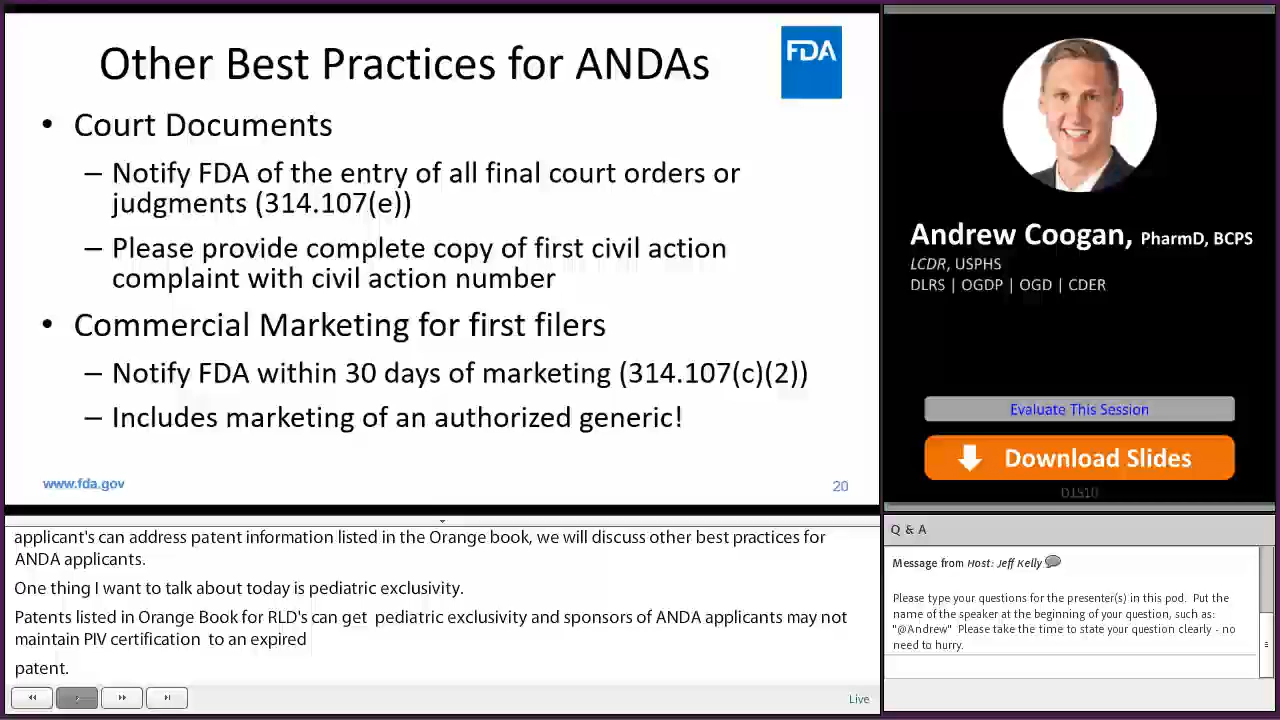 Other Best Practices for ANDAs
FDA
• Court Documents
– Notify FDA of the entry of all final court orders or
judgments (314.107(e))
– Please provide complete copy of first civil action
complaint with civil action number
• Commercial Marketing for first filers
– Notify FDA within 30 days of marketing (314.107(c)(2))
– Includes marketing of an authorized generic!
www.fda.gov
20
Andrew Coogan, PharmD, BCPS
LCDR, USPHS
DLRS | OGDP | OGD | CDER
Evaluate This Session
Download Slides
D1S10
applicant's can address patent information listed in the Orange book, we will discuss other best practices for
ANDA applicants.
One thing I want to talk about today is pediatric exclusivity.
Patents listed in Orange Book for RLD's can get pediatric exclusivity and sponsors of ANDA applicants may not
maintain PIV certification to an expired
patent.
Live
Q & A
Message from Host: Jeff Kelly
Please type your questions for the presenter(s) in this pod. Put the
name of the speaker at the beginning of your question, such as:
"@Andrew" Please take the time to state your question clearly - no
need to hurry.